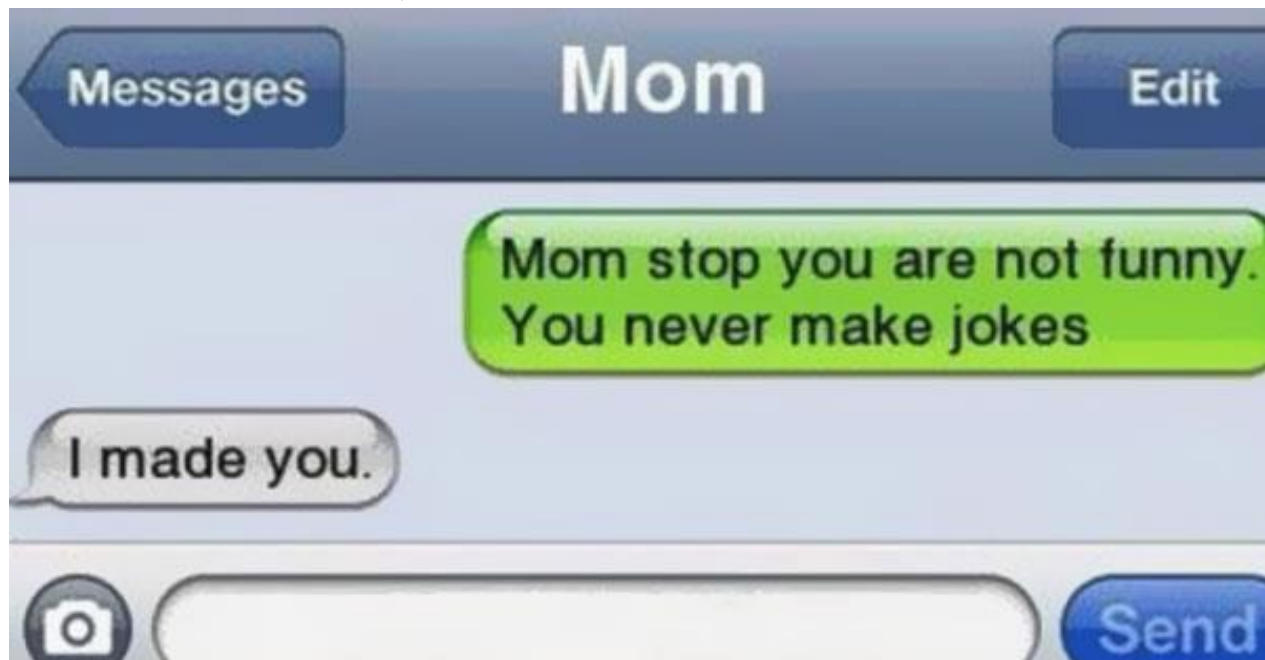 Messages
Mom
Edit
Mom stop you are not funny.
You never make jokes
I made you.
Send